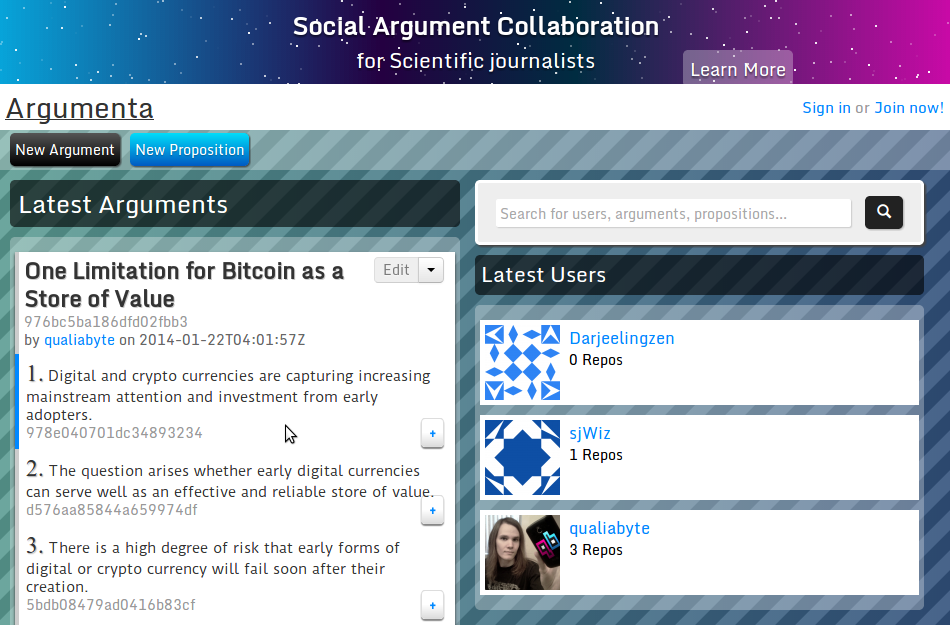 Social Argument Collaboration
for Scientific journalists
Learn More
Argumenta
Sign in or Join now!
New Argument
New Proposition
Latest Arguments
One Limitation for Bitcoin as a
Store of Value
Edit
976bc5ba186dfd02fbb3
by qualiabyte on 2014-01-22T04:01:57Z
1. Digital and crypto currencies are capturing increasing
mainstream attention and investment from early
adopters.
978e040701dc34893234
+
2. The question arises whether early digital currencies
can serve well as an effective and reliable store of value.
d576aa85844a659974df
+
3. There is a high degree of risk that early forms of
digital or crypto currency will fail soon after their
creation.
5bdb08479ad0416b83cf
+
Search for users, arguments, propositions...
Latest Users
Darjeelingzen
0 Repos
sjWiz
1 Repos
qualiabyte
3 Repos